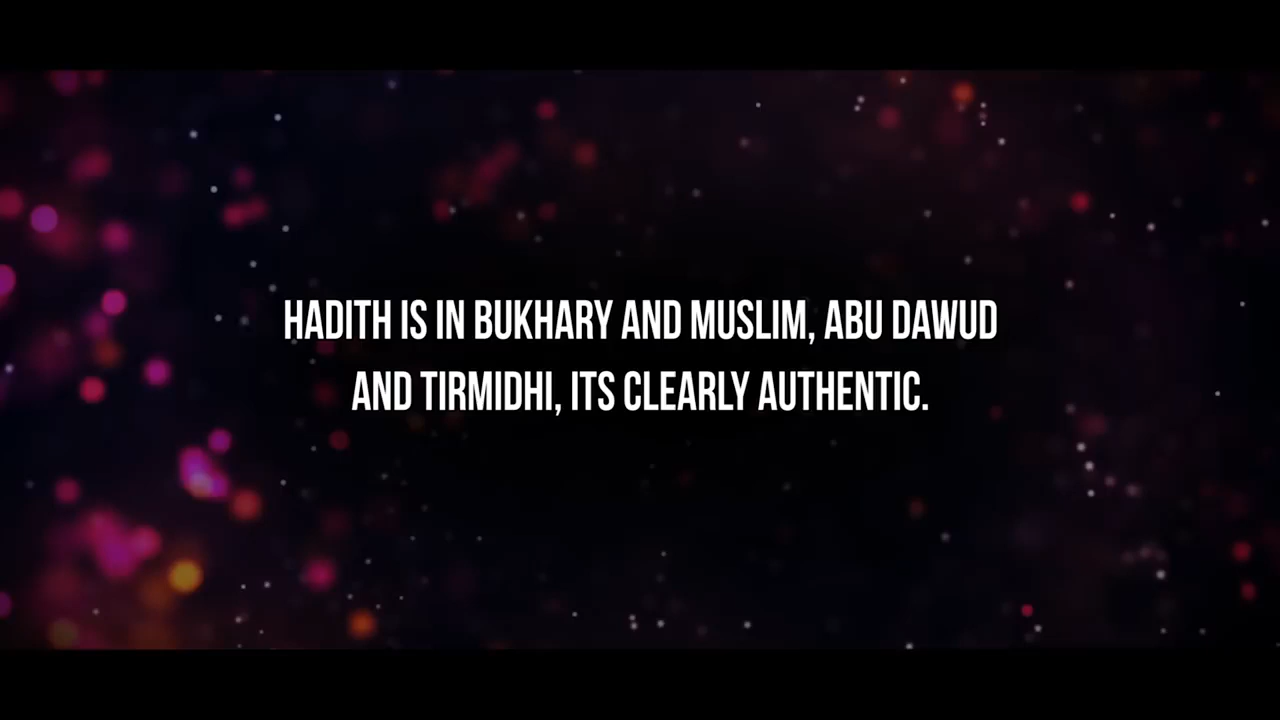 HADITH IS IN BUKHARY AND MUSLIM, ABU DAWUD
AND TIRMIDHI, ITS CLEARLY AUTHENTIC.